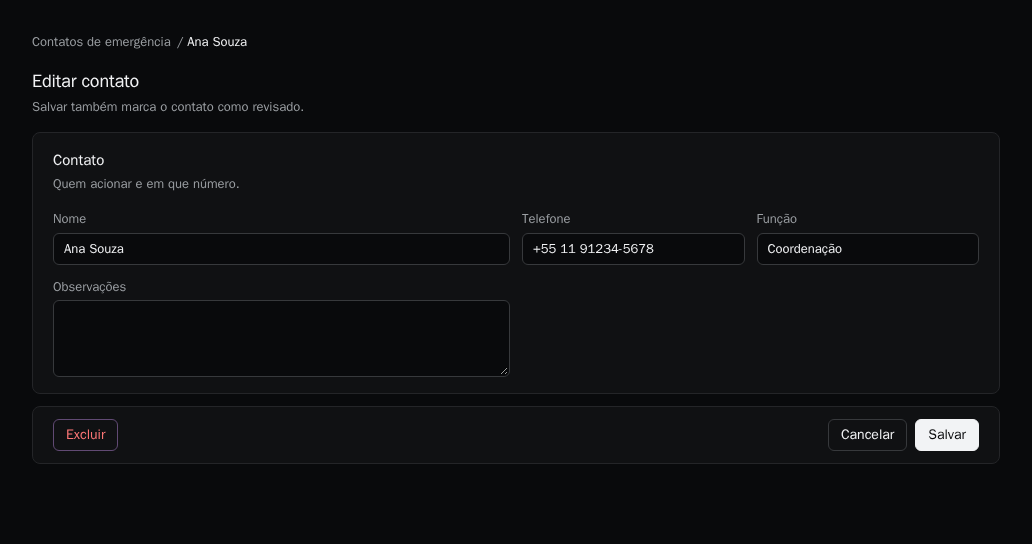 Contatos de emergência / Ana Souza
Editar contato
Salvar também marca o contato como revisado.
Contato
Quem acionar e em que número.
Nome Telefone Função
Ana Souza +55 11 91234-5678 Coordenação
Observações
Excluir Cancelar Salvar